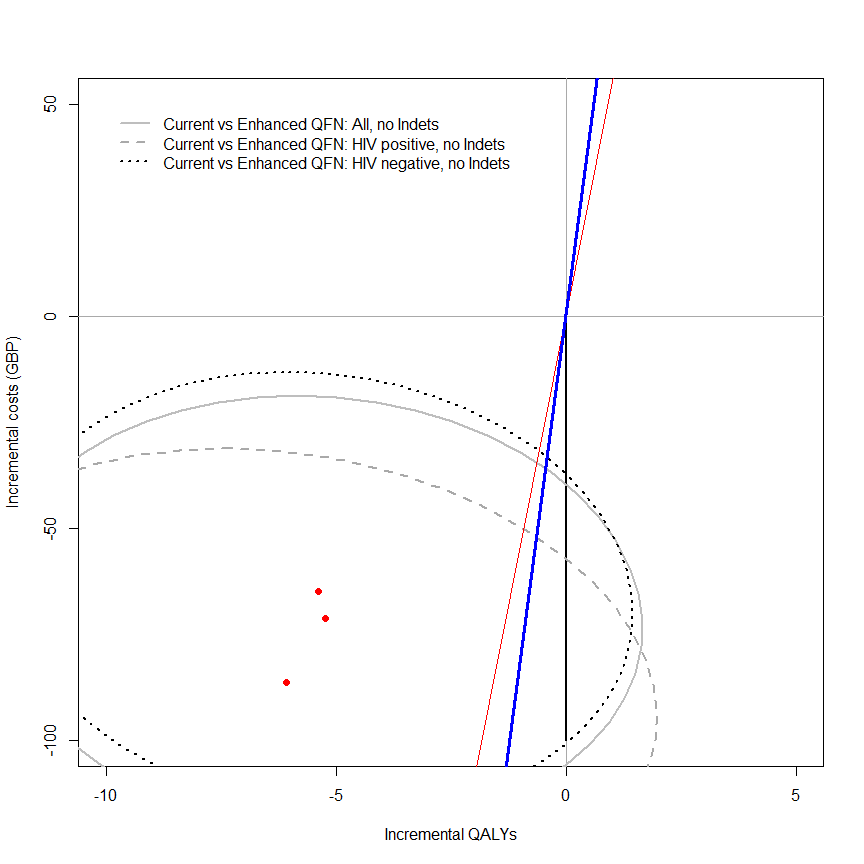 Current vs Enhanced QFN: All, no Indets
Current vs Enhanced QFN: HIV positive, no Indets
Current vs Enhanced QFN: HIV negative, no Indets
Incremental costs (GBP)
50
0
-50
-100
-10
-5
0
5
Incremental QALYs